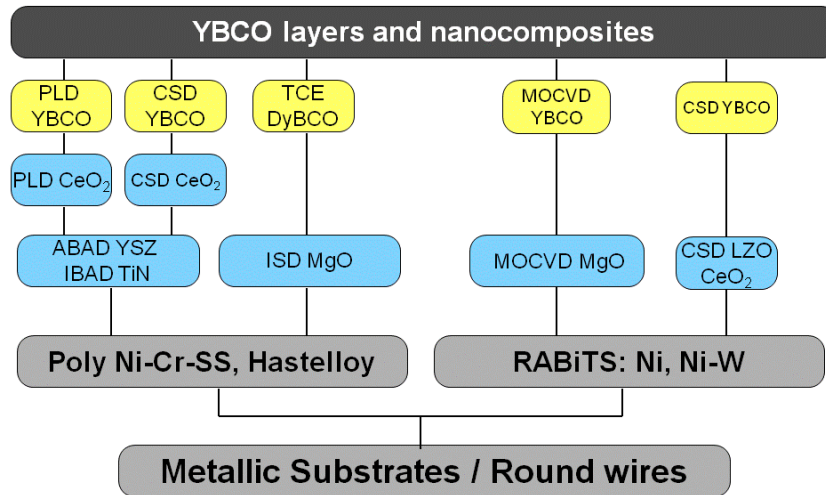 YBCO layers and nanocomposites
PLD
YBCO
CSD
YBCO
TCE
DyBCO
MOCVD
YBCO
CSD YBCO
PLD CeO₂
CSD CeO₂
ABAD YSZ
IBAD TiN
ISD MgO
MOCVD MgO
CSD LZO
CeO₂
Poly Ni-Cr-SS, Hastelloy
RABiTS: Ni, Ni-W
Metallic Substrates / Round wires